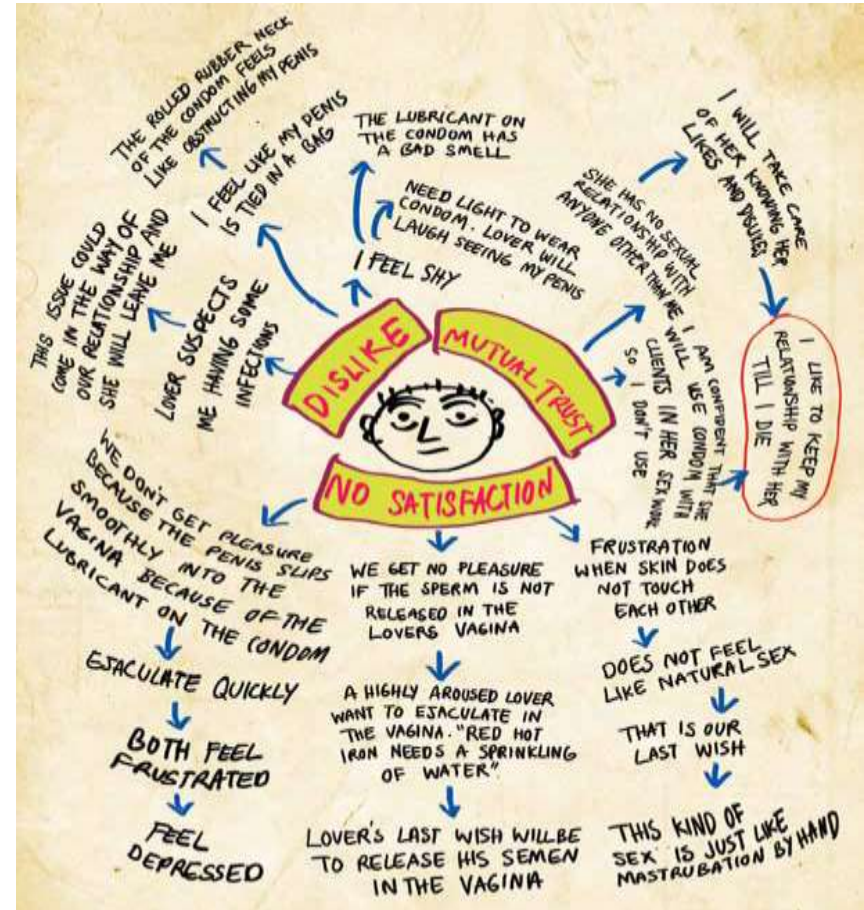 THE ROLLED RUBBER NECK
OF THE CONDOM FEELS
LIKE OBSTRUCTING MY PENIS
I FEEL LIKE MY PENIS
IS TIED IN A BAG
THE LUBRICANT ON
THE CONDOM HAS
A BAD SMELL
NEED LIGHT TO WEAR
CONDOM. LOVER WILL
LAUGH SEEING MY PENIS
I FEEL SHY
THIS ISSUE COULD
COME IN THE WAY OF
OUR RELATIONSHIP AND
SHE WILL LEAVE ME
LOVER SUSPECTS
ME HAVING SOME
INFECTIONS
DISLIKE
MUTUAL TRUST
SHE HAS NO SEXUAL
RELATIONSHIP WITH
ANYONE OTHER THAN ME
I WILL TAKE CARE
OF HER KNOWING HER
LIKES AND DISLIKES
I AM CONFIDENT THAT SHE
WILL USE CONDOM WITH
CLIENTS IN HER SEX WORK
SO I DON'T USE
I LIKE TO KEEP MY
RELATIONSHIP WITH HER
TILL I DIE
NO SATISFACTION
WE DON'T GET PLEASURE
BECAUSE THE PENIS SLIPS
SMOOTHLY INTO THE
VAGINA BECAUSE OF THE
LUBRICANT ON THE CONDOM
EJACULATE QUICKLY
BOTH FEEL
FRUSTRATED
FEEL
DEPRESSED
WE GET NO PLEASURE
IF THE SPERM IS NOT
RELEASED IN THE
LOVERS VAGINA
A HIGHLY AROUSED LOVER
WANT TO EJACULATE IN
THE VAGINA. "RED HOT
IRON NEEDS A SPRINKLING
OF WATER".
LOVER'S LAST WISH WILL BE
TO RELEASE HIS SEMEN
IN THE VAGINA
FRUSTRATION
WHEN SKIN DOES
NOT TOUCH
EACH OTHER
DOES NOT FEEL
LIKE NATURAL SEX
THAT IS OUR
LAST WISH
THIS KIND OF
SEX IS JUST LIKE
MASTRUBATION BY HAND